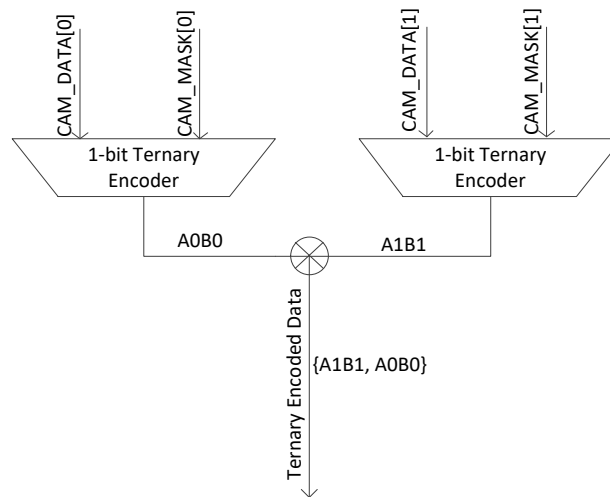 CAM_DATA[0]
CAM_MASK[0]
CAM_DATA[1]
CAM_MASK[1]
1-bit Ternary
Encoder
1-bit Ternary
Encoder
A0B0
A1B1
Ternary Encoded Data
{A1B1, A0B0}